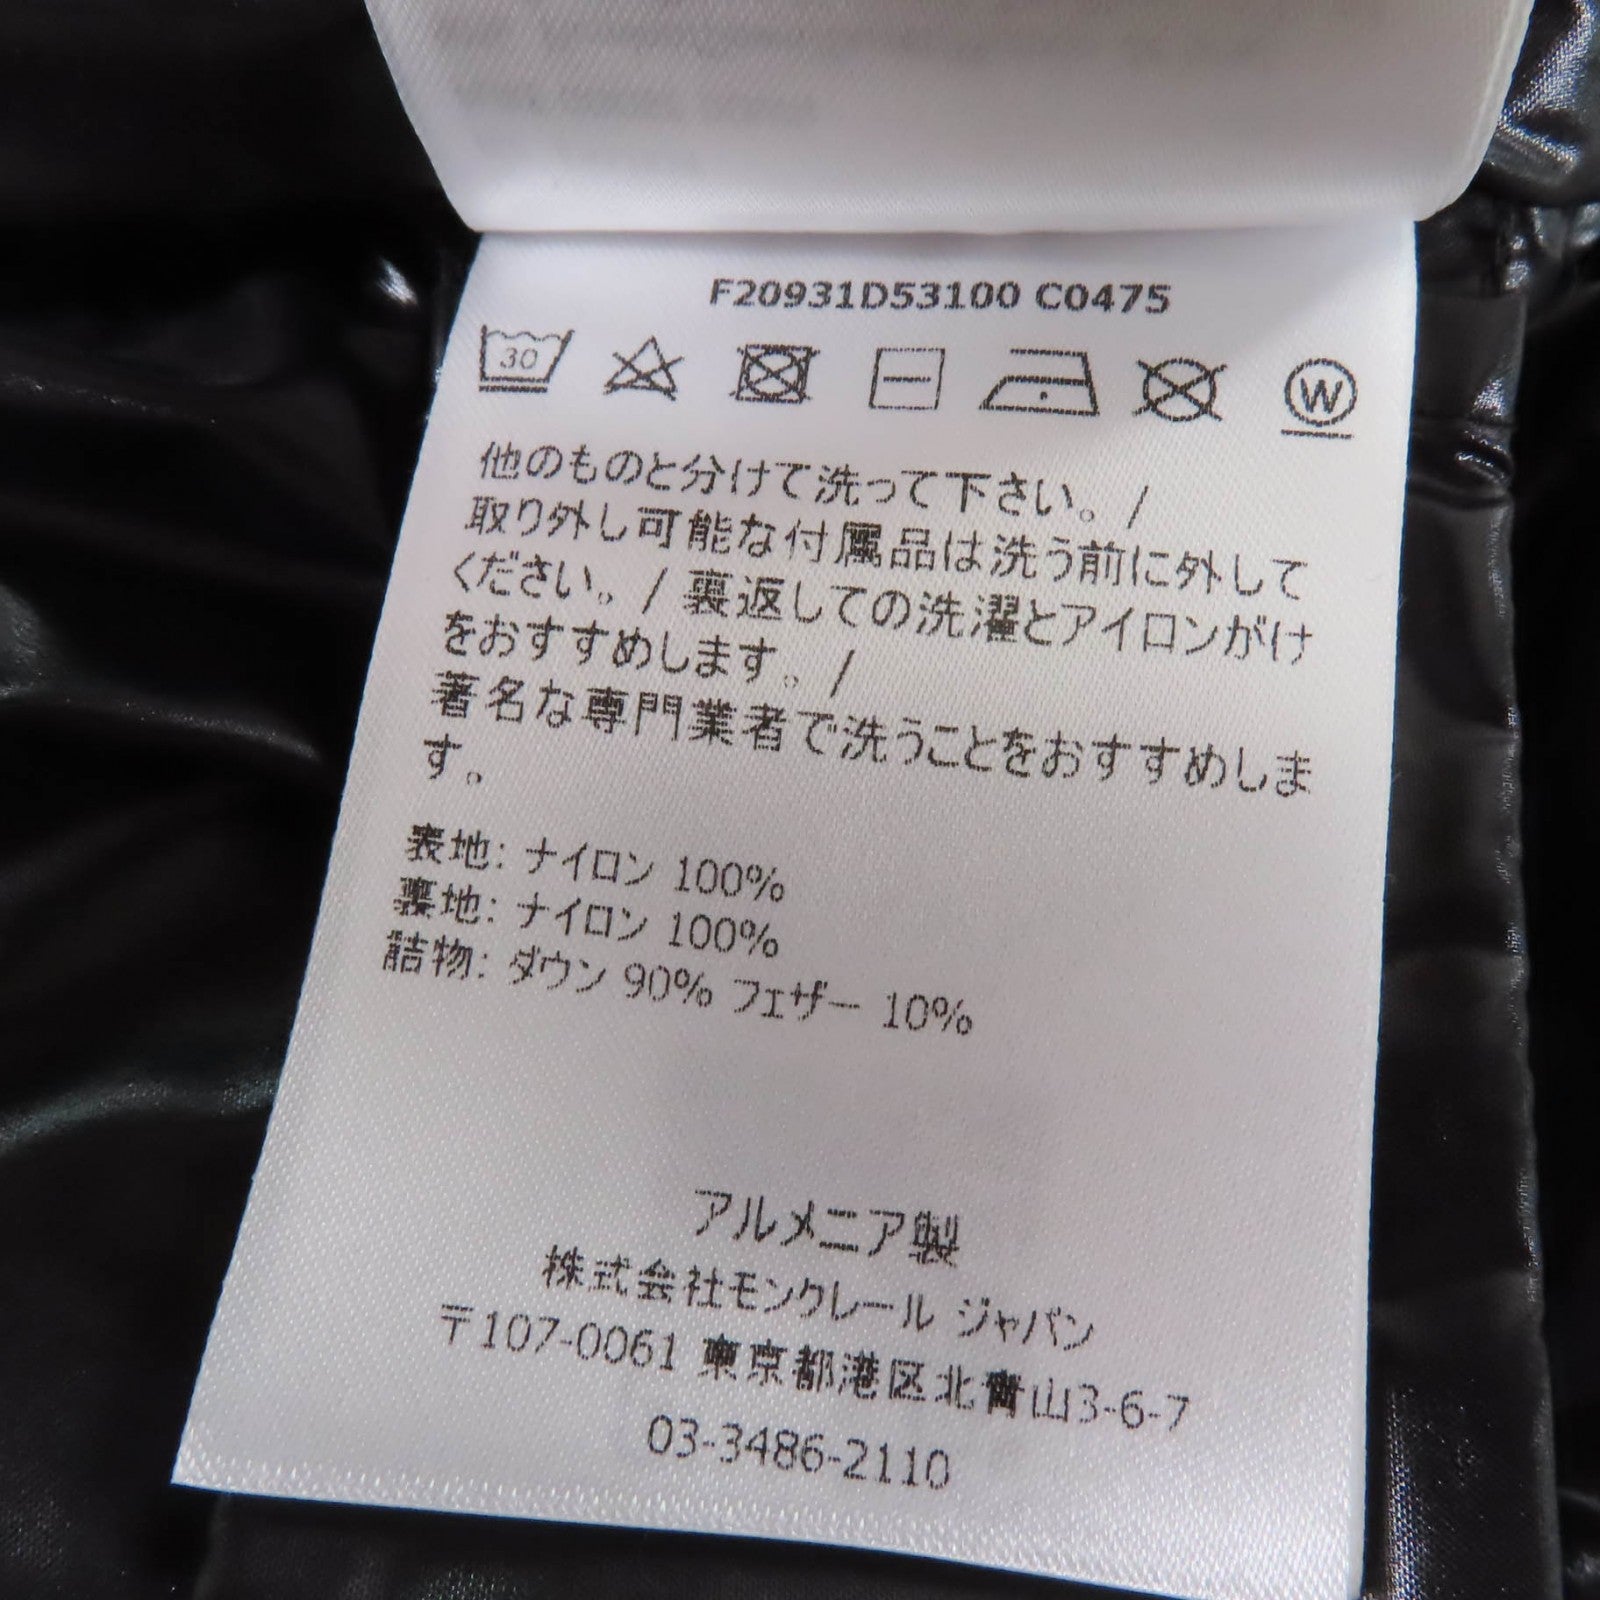 F20931D53100 C0475
30
W
他のものと分けて洗って下さい。/
取り外し可能な付属品は洗う前に外して
ください。/ 裏返しての洗濯とアイロンがけ
をおすすめします。/
著名な専門業者で洗うことをおすすめしま
す。
表地: ナイロン 100%
裏地: ナイロン 100%
詰物: ダウン 90% フェザー 10%
アルメニア製
株式会社モンクレール ジャパン
〒107-0061 東京都港区北青山3-6-7
03-3486-2110